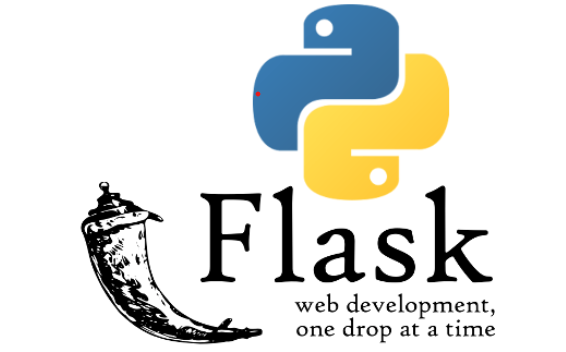 Flask
web development,
one drop at a time